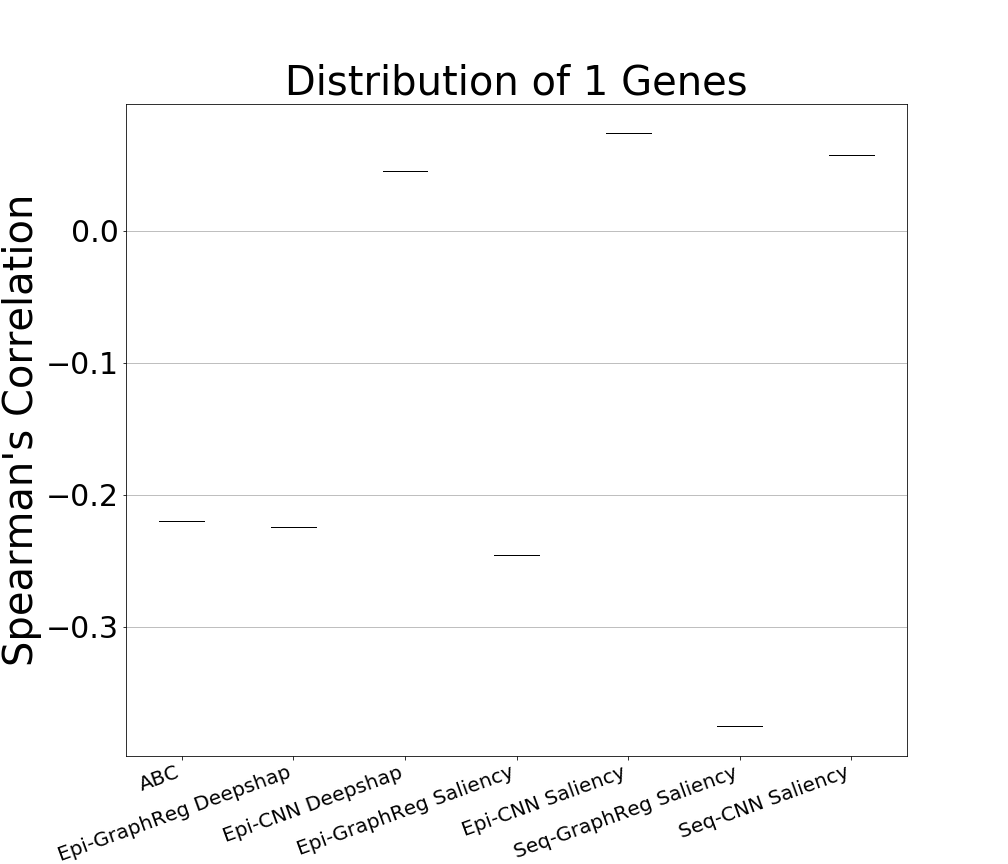 Distribution of 1 Genes
Spearman's Correlation
0.0
−0.1
−0.2
−0.3
ABC
Epi-GraphReg Deepshap
Epi-CNN Deepshap
Epi-GraphReg Saliency
Epi-CNN Saliency
Seq-GraphReg Saliency
Seq-CNN Saliency